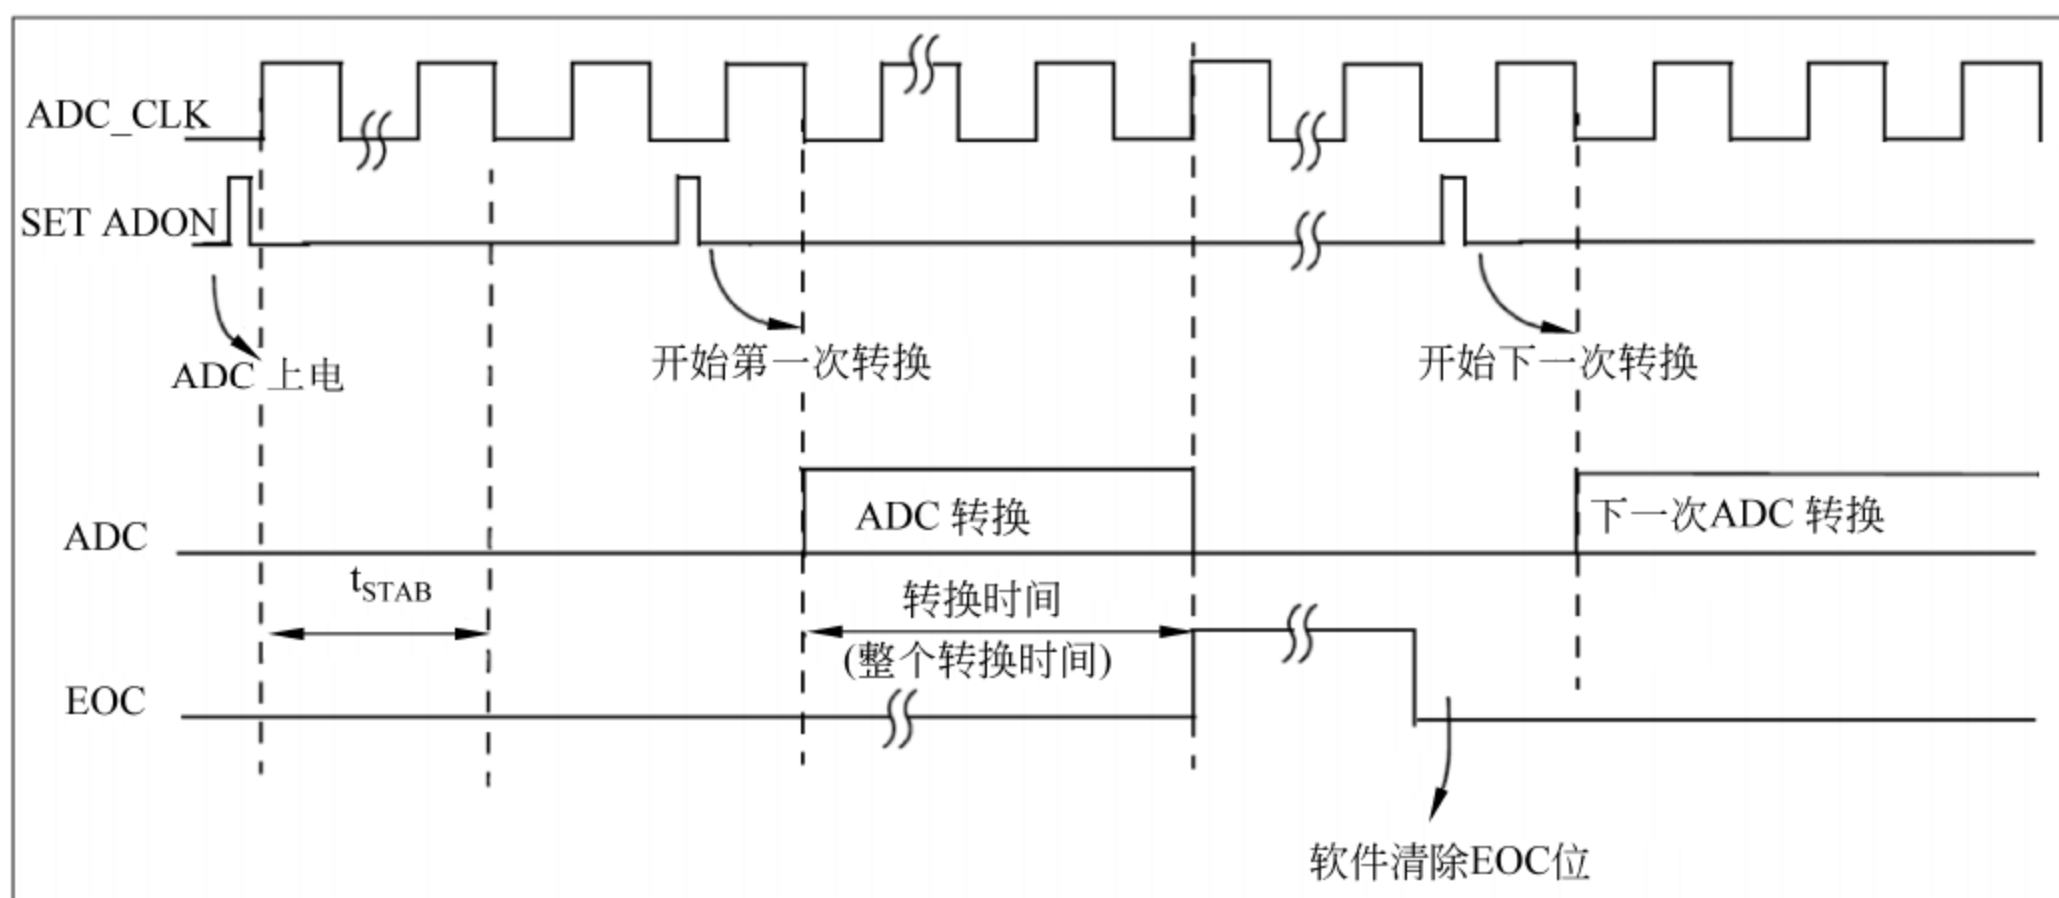 ADC_CLK
SET ADON
ADC 上电
开始第一次转换
开始下一次转换
ADC
ADC 转换
下一次ADC 转换
tSTAB
转换时间
(整个转换时间)
EOC
软件清除EOC位